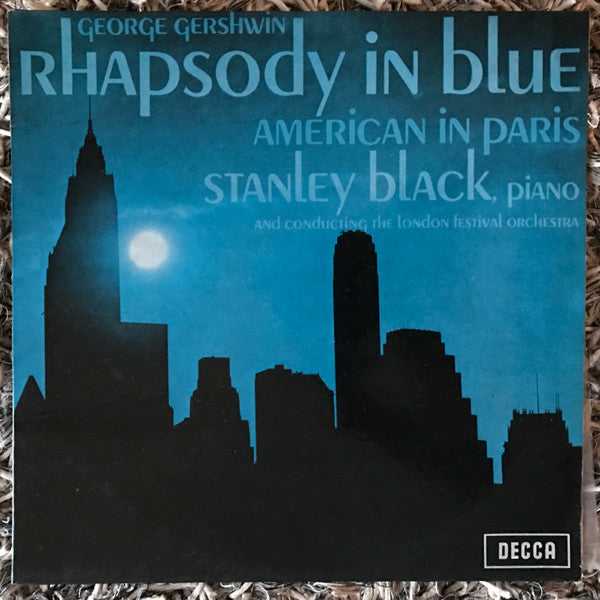 GEORGE GERSHWIN
RHAPSODY IN BLUE
AMERICAN IN PARIS
STANLEY BLACK, PIANO
AND CONDUCTING THE LONDON FESTIVAL ORCHESTRA
DECCA